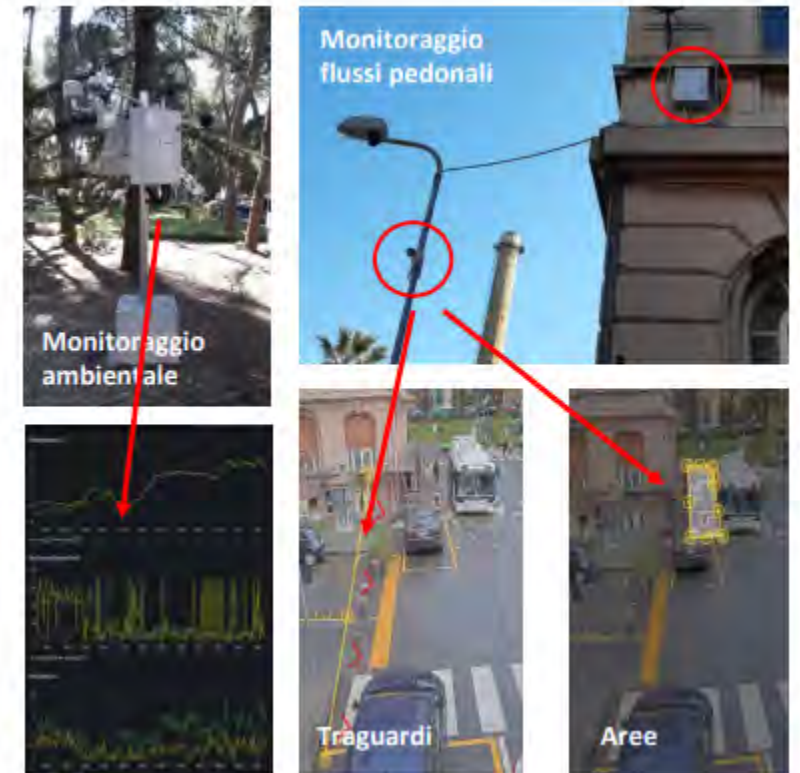 Monitoraggio
flussi pedonali
Monitoraggio
ambientale
Traguardi
Aree